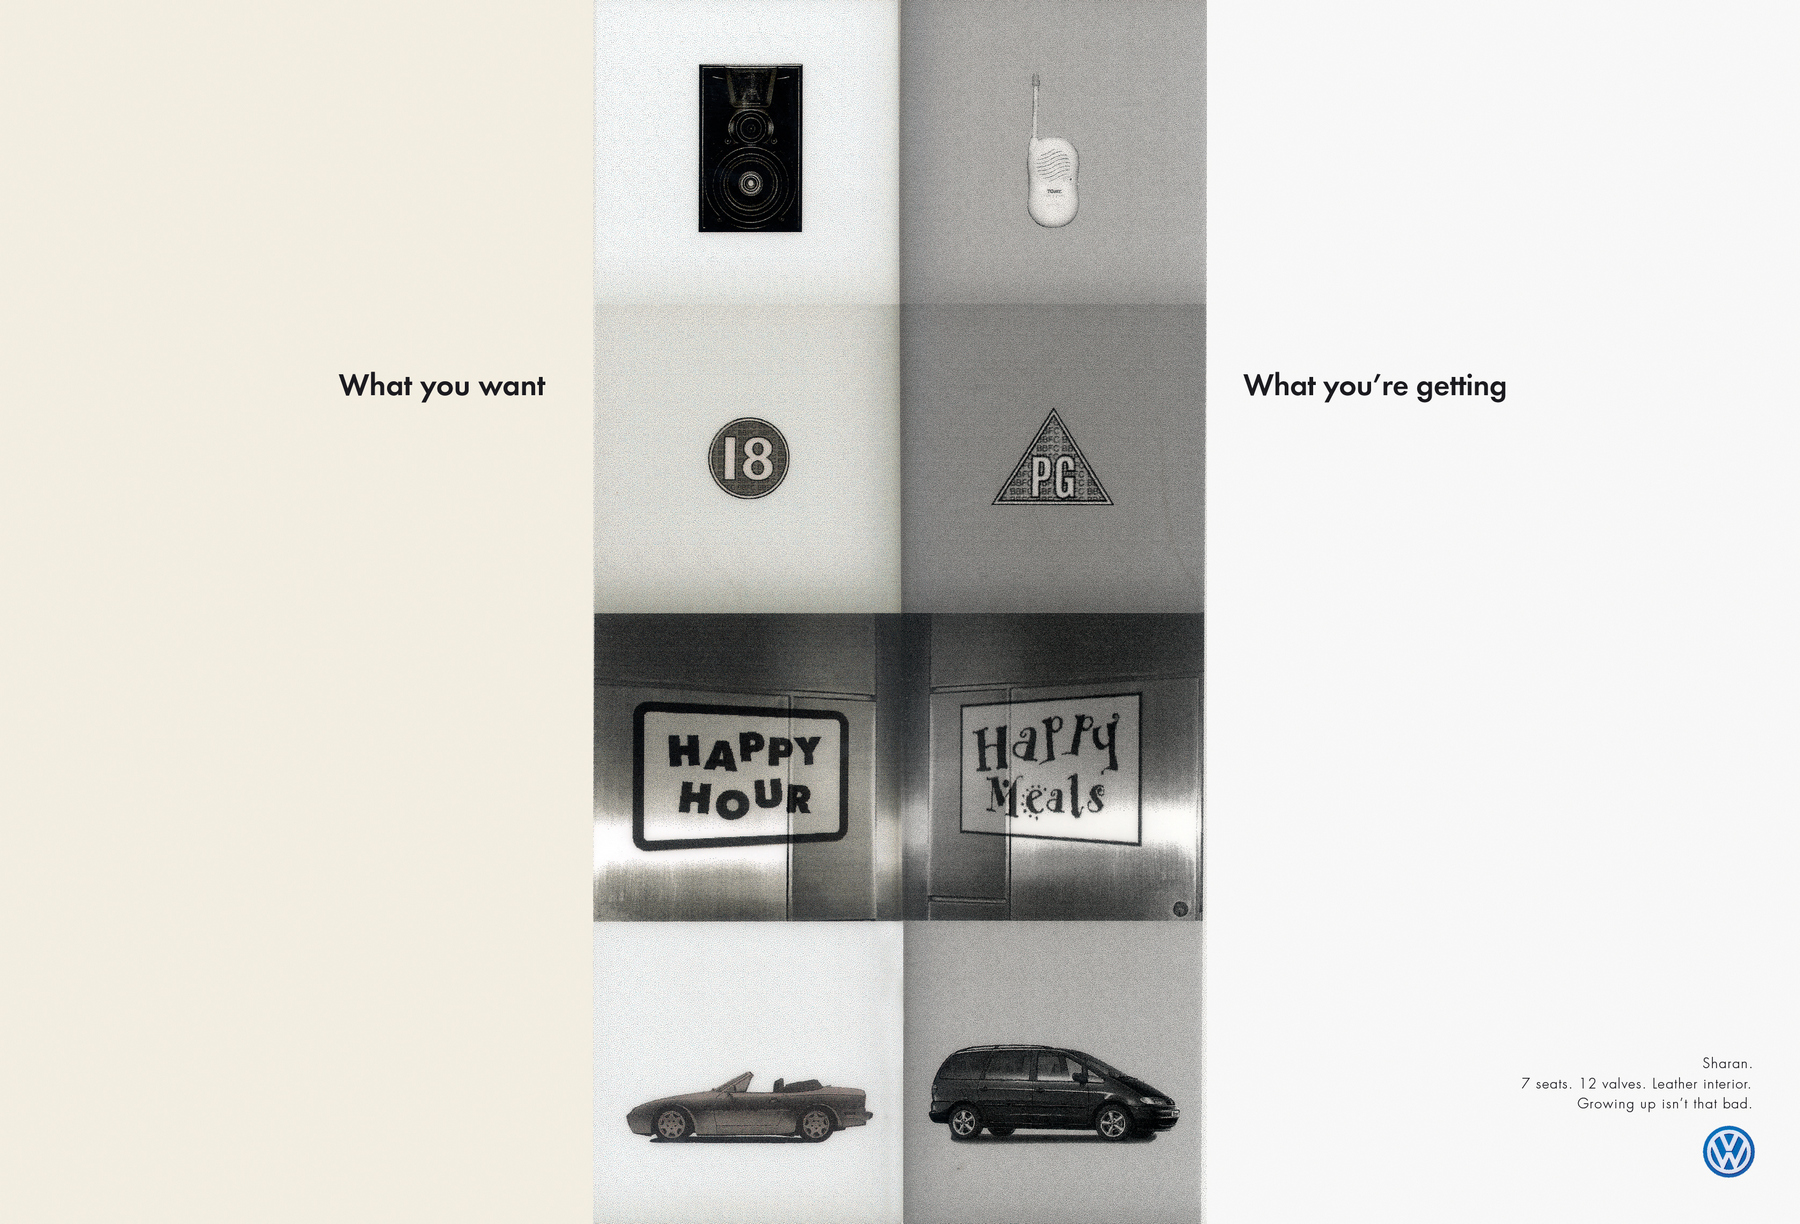 What you want
What you're getting
TOMY
18
PG
HAPPY
HOUR
Happy
Meals
Sharan.
7 seats. 12 valves. Leather interior.
Growing up isn't that bad.